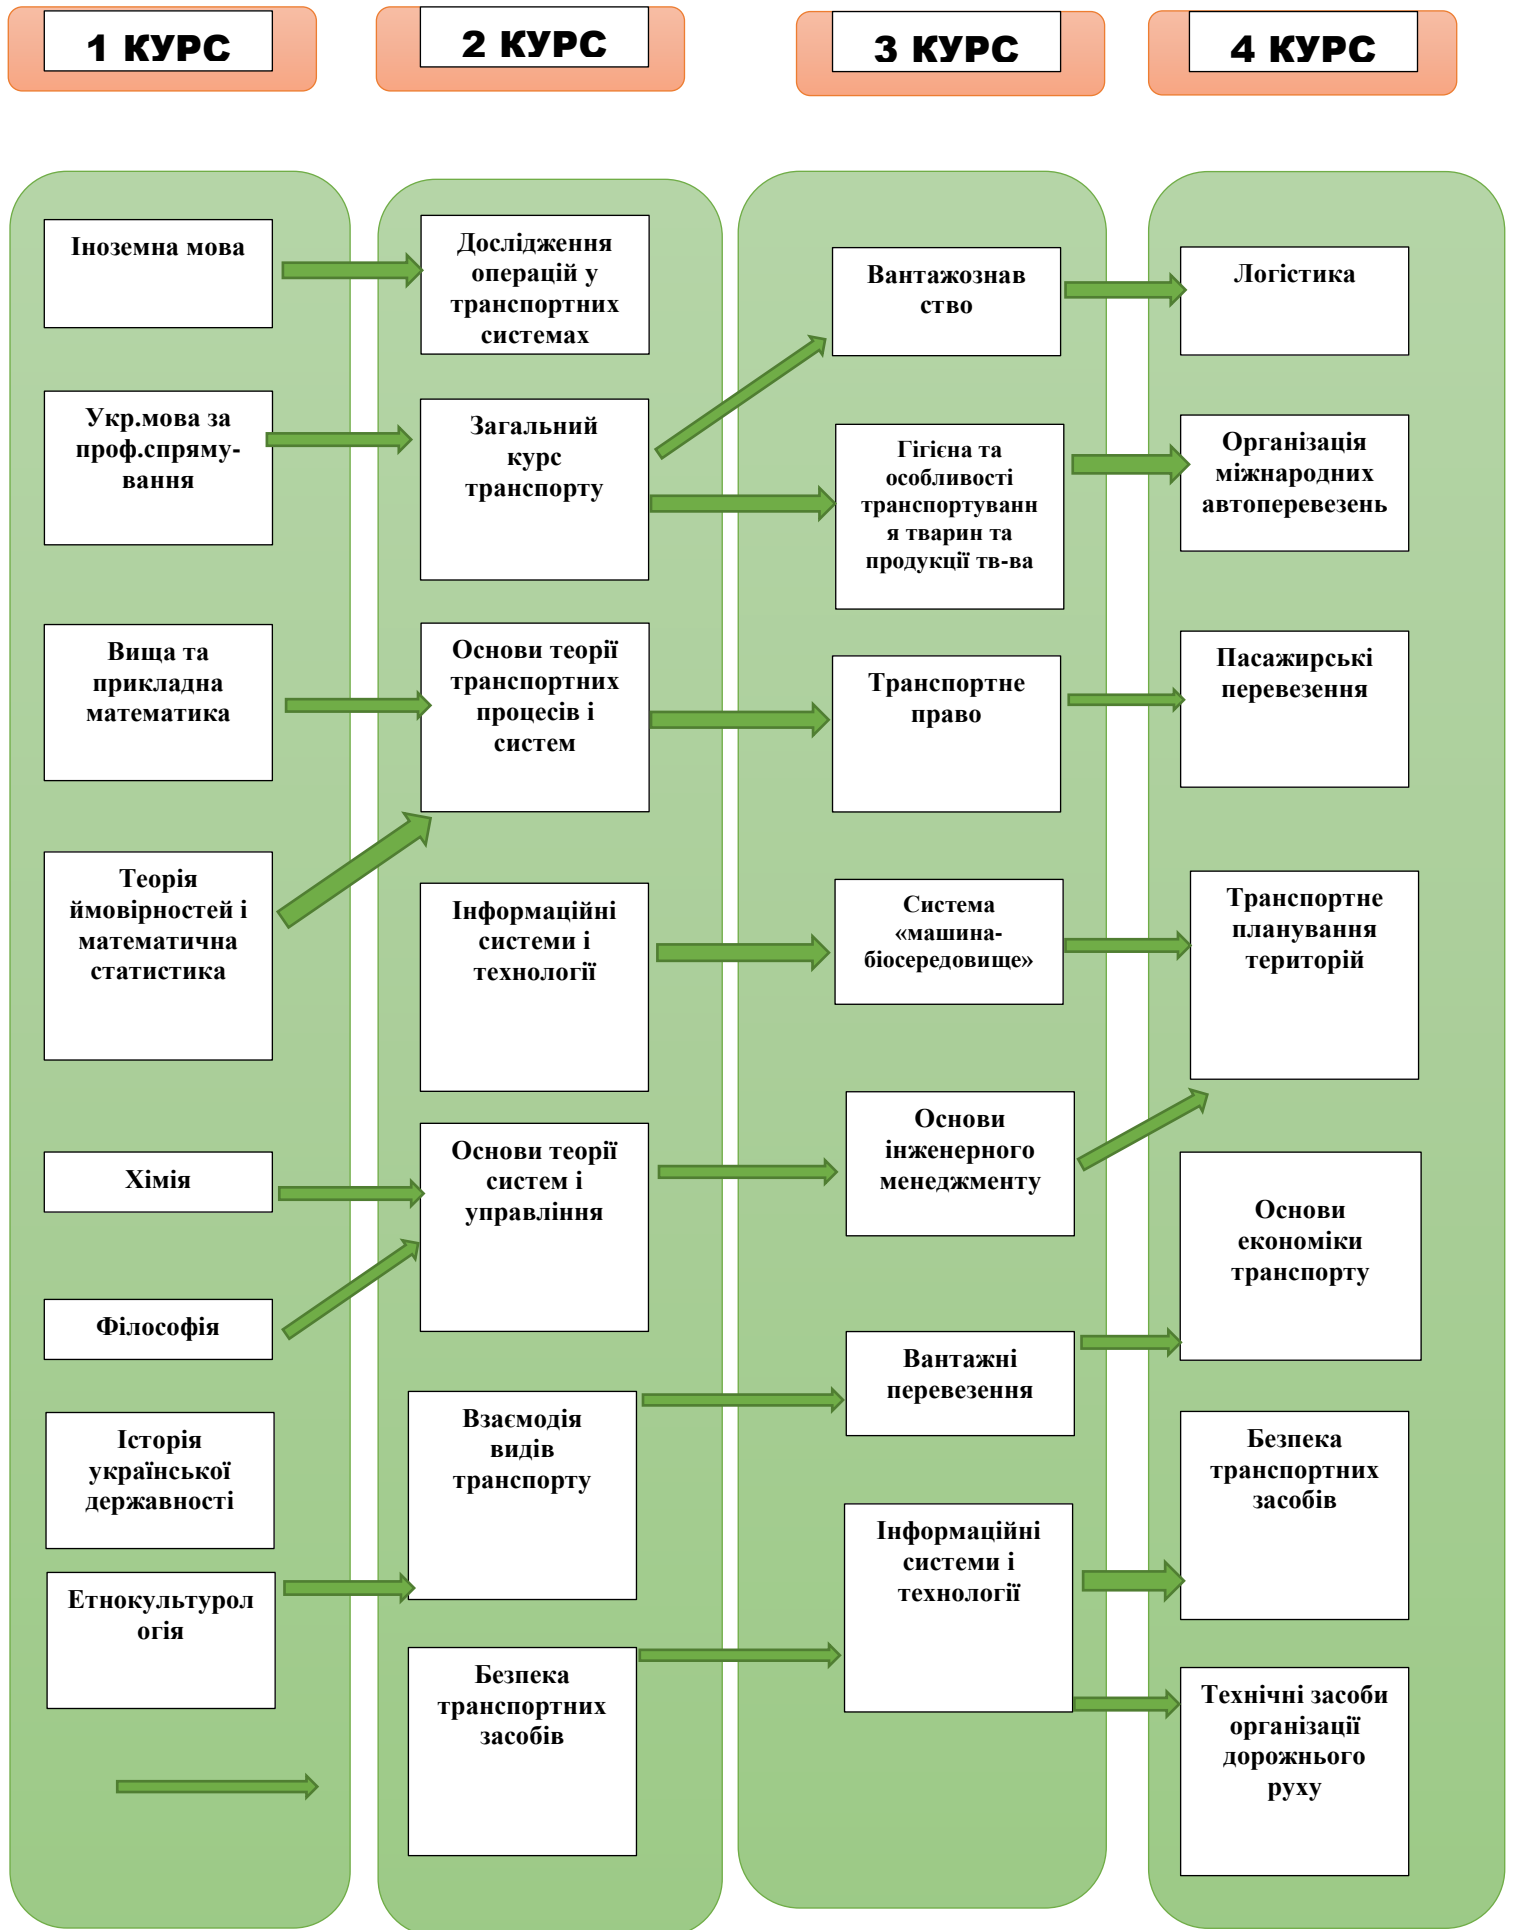 1 КУРС
2 КУРС
3 КУРС
4 КУРС
Іноземна мова
Укр.мова за
проф.спряму-
вання
Вища та
прикладна
математика
Теорія
ймовірностей і
математична
статистика
Хімія
Філософія
Історія
української
державності
Етнокультурол
огія
Дослідження
операцій у
транспортних
системах
Загальний
курс
транспорту
Основи теорії
транспортних
процесів і
систем
Інформаційні
системи і
технології
Основи теорії
систем і
управління
Взаємодія
видів
транспорту
Безпека
транспортних
засобів
Вантажознав
ство
Гігієна та
особливості
транспортуванн
я тварин та
продукції тв-ва
Транспортне
право
Система
«машина-
біосередовище»
Основи
інженерного
менеджменту
Вантажні
перевезення
Інформаційні
системи і
технології
Логістика
Організація
міжнародних
автоперевезень
Пасажирські
перевезення
Транспортне
планування
територій
Основи
економіки
транспорту
Безпека
транспортних
засобів
Технічні засоби
організації
дорожнього
руху